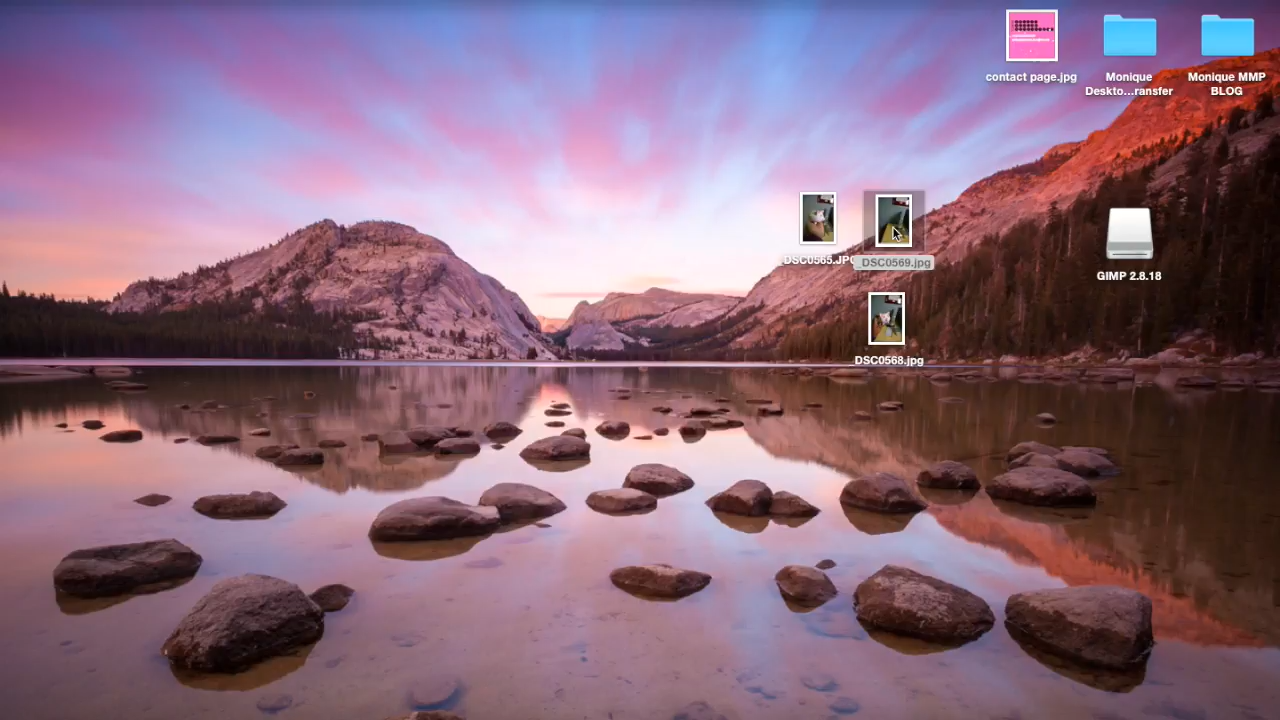 contact page.jpg
Monique
Deskto...ransfer
Monique MMP
BLOG
DSC0565.JPG
DSC0569.jpg
GIMP 2.8.18
DSC0568.jpg